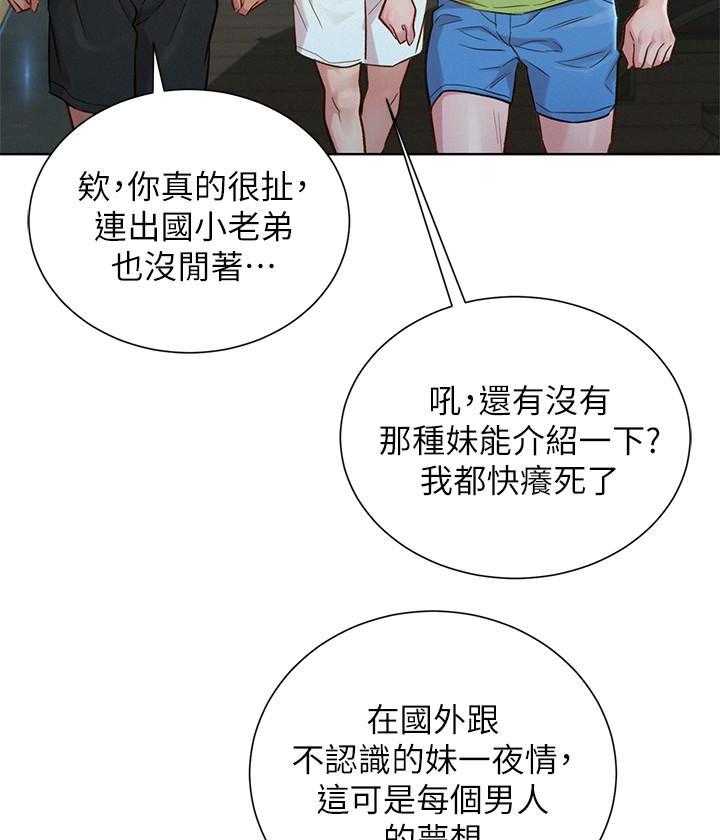 欸,你真的很扯,
連出國小老弟
也沒閒著⋯
吼,還有沒有
那種妹能介紹一下?
我都快癢死了
在國外跟
不認識的妹一夜情,
這可是每個男人
的夢想